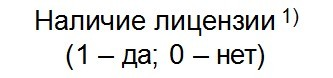 Наличие лицензии 1)
(1 – да; 0 – нет)